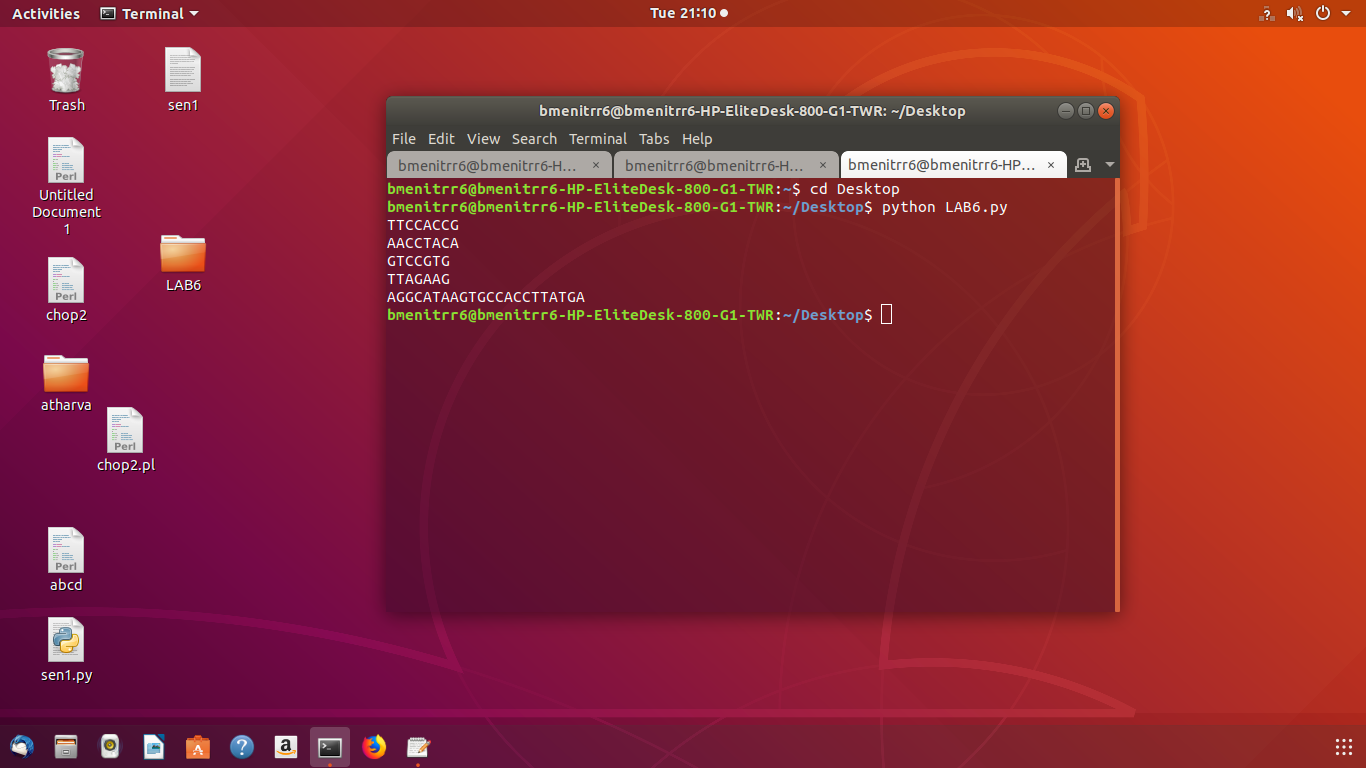 Activities Terminal Tue 21:10
Trash
sen1
Perl
Untitled
Document
1
LAB6
Perl
chop2
atharva
Perl
chop2.pl
Perl
abcd
sen1.py
bmenitrr6@bmenitrr6-HP-EliteDesk-800-G1-TWR: ~/Desktop
File Edit View Search Terminal Tabs Help
bmenitrr6@bmenitrr6-H... bmenitrr6@bmenitrr6-H... bmenitrr6@bmenitrr6-HP...
bmenitrr6@bmenitrr6-HP-EliteDesk-800-G1-TWR:~$ cd Desktop
bmenitrr6@bmenitrr6-HP-EliteDesk-800-G1-TWR:~/Desktop$ python LAB6.py
TTCCACCG
AACCTACA
GTCCGTG
TTAGAAG
AGGCATAAGTGCCACCTTATGA
bmenitrr6@bmenitrr6-HP-EliteDesk-800-G1-TWR:~/Desktop$